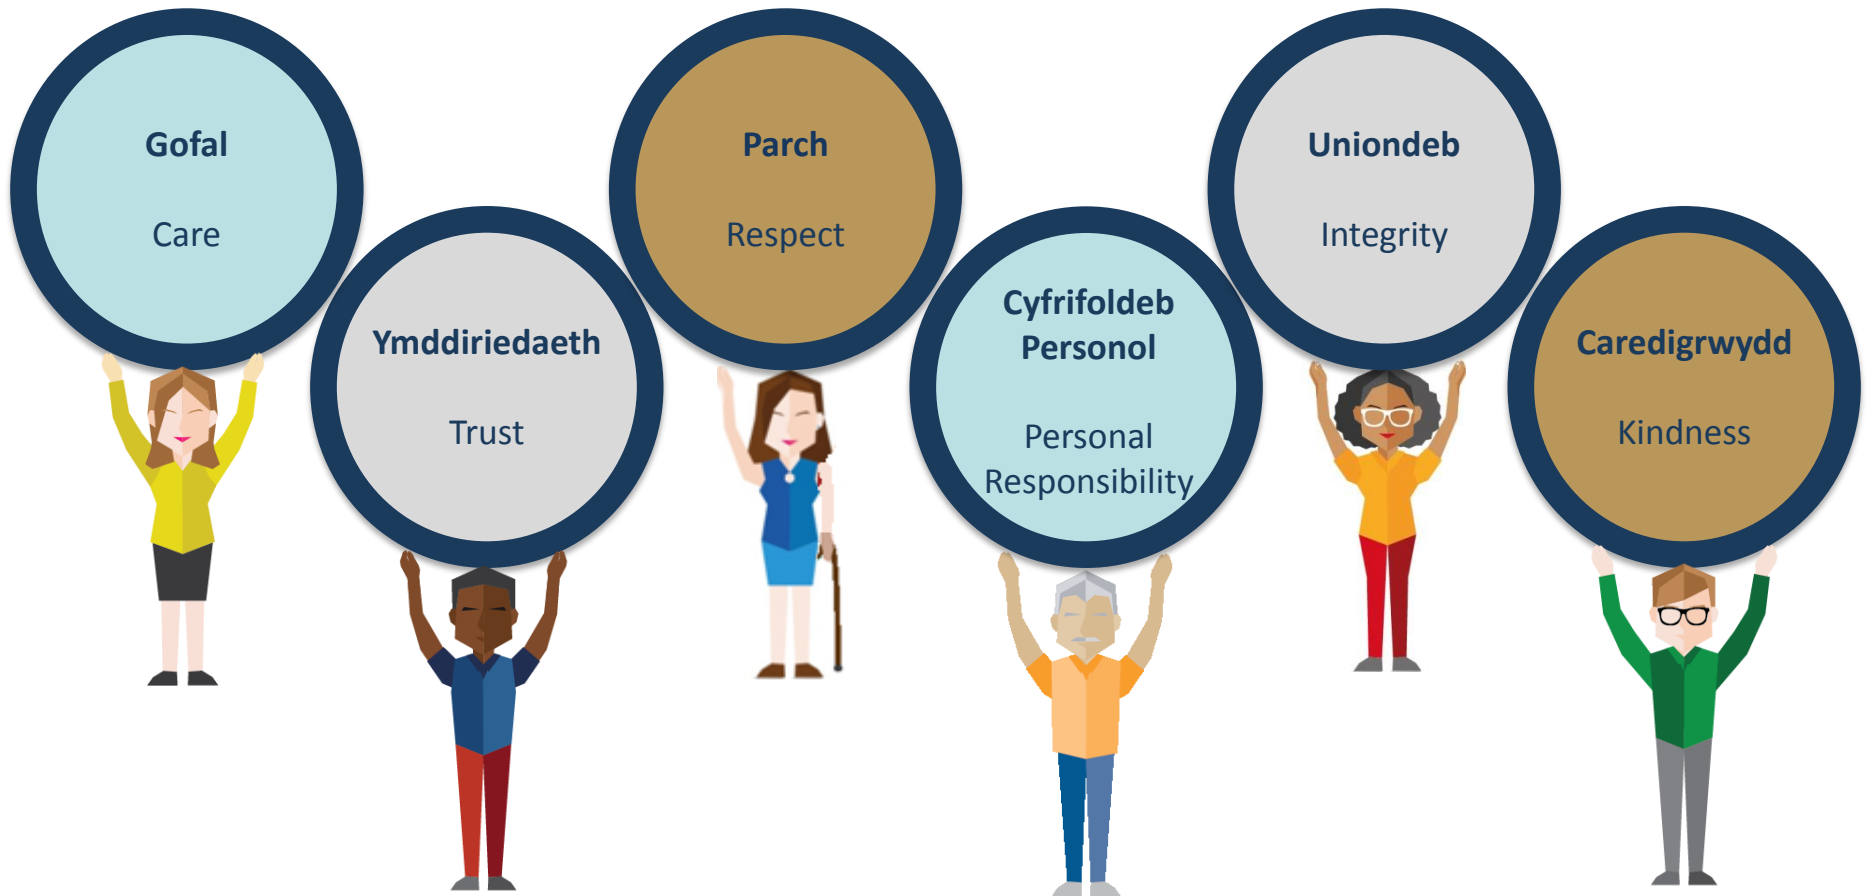 Gofal
Care
Ymddiriedaeth
Trust
Parch
Respect
Cyfrifoldeb
Personol
Personal
Responsibility
Uniondeb
Integrity
Caredigrwydd
Kindness